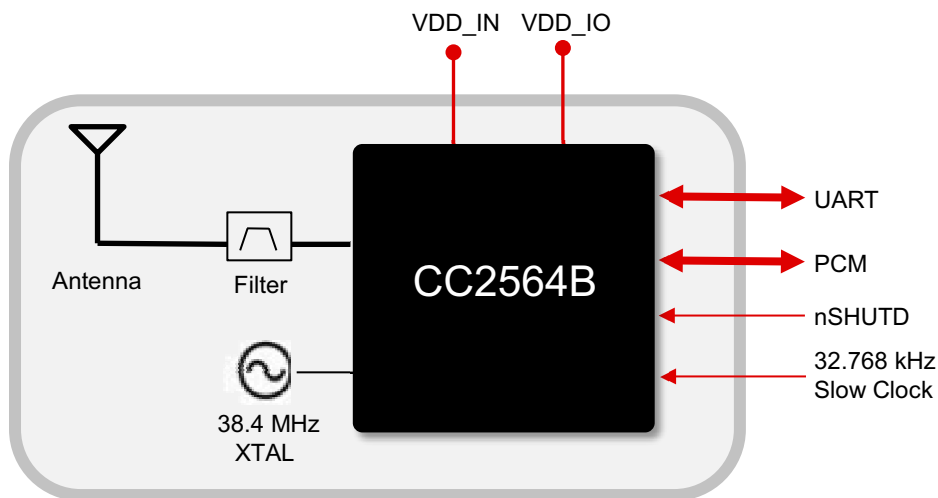 VDD_IN
VDD_IO
UART
Antenna
Filter
CC2564B
PCM
nSHUTD
38.4 MHz
XTAL
32.768 kHz
Slow Clock